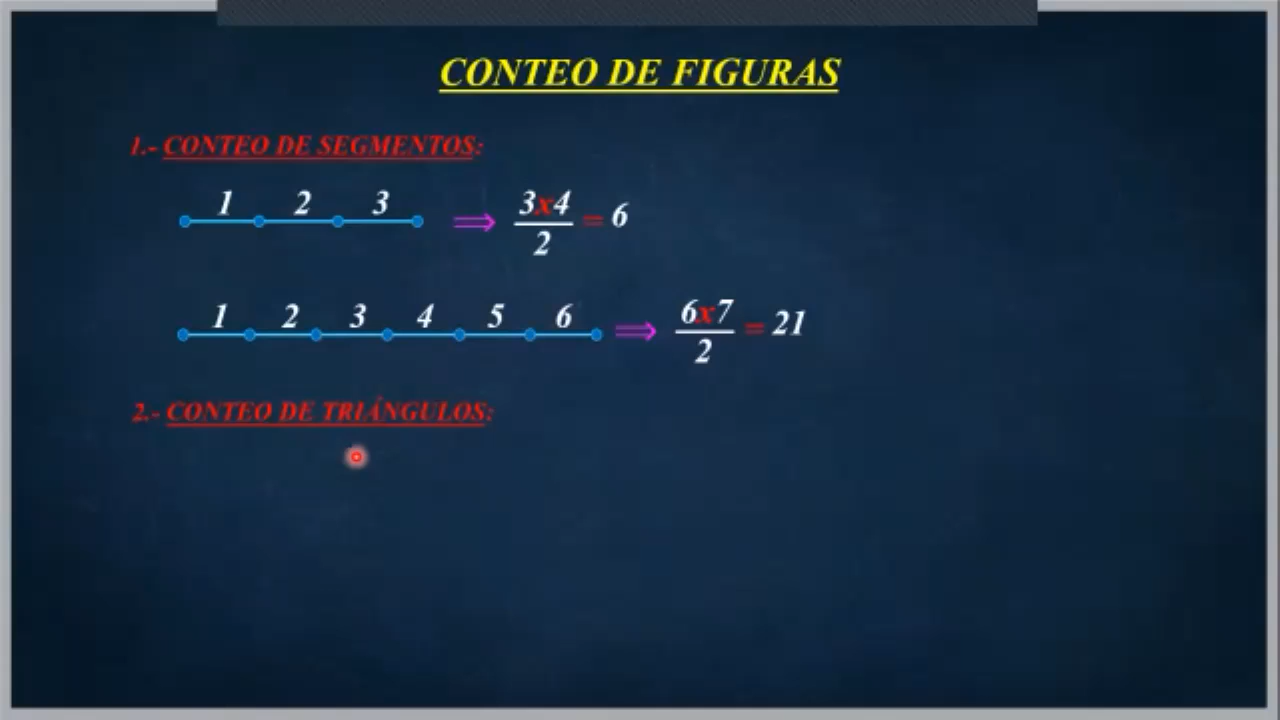 CONTEO DE FIGURAS
1.- CONTEO DE SEGMENTOS:
1 2 3 ⟹ 3x4/2 = 6
1 2 3 4 5 6 ⟹ 6x7/2 = 21
2.- CONTEO DE TRIÁNGULOS: